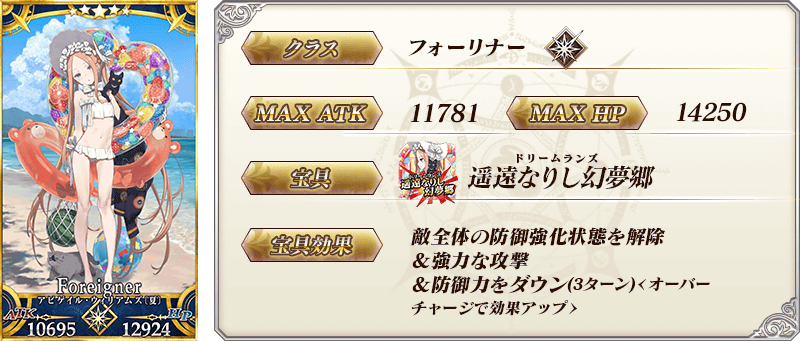 Foreigner
アビゲイル・ウィリアムズ〔夏〕
ATK
10695
HP
12924
クラス
フォーリナー
MAX ATK
11781
MAX HP
14250
宝具
遥遠なりし
幻夢郷
ドリームランズ
遥遠なりし幻夢郷
宝具効果
敵全体の防御強化状態を解除
＆強力な攻撃
＆防御力をダウン(3ターン)<オーバー
チャージで効果アップ>